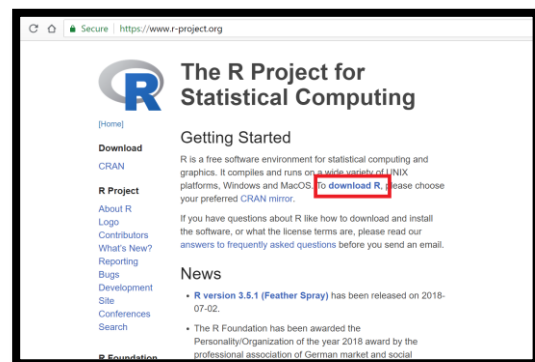 Secure | https://www.r-project.org
R
The R Project for
Statistical Computing
[Home]
Download
CRAN
R Project
About R
Logo
Contributors
What's New?
Reporting
Bugs
Development
Site
Conferences
Search
R Foundation
Getting Started
R is a free software environment for statistical computing and
graphics. It compiles and runs on a wide variety of UNIX
platforms, Windows and MacOS. To download R, please choose
your preferred CRAN mirror.
If you have questions about R like how to download and install
the software, or what the license terms are, please read our
answers to frequently asked questions before you send an email.
News
• R version 3.5.1 (Feather Spray) has been released on 2018-
07-02.
• The R Foundation has been awarded the
Personality/Organization of the year 2018 award by the
professional association of German market and social